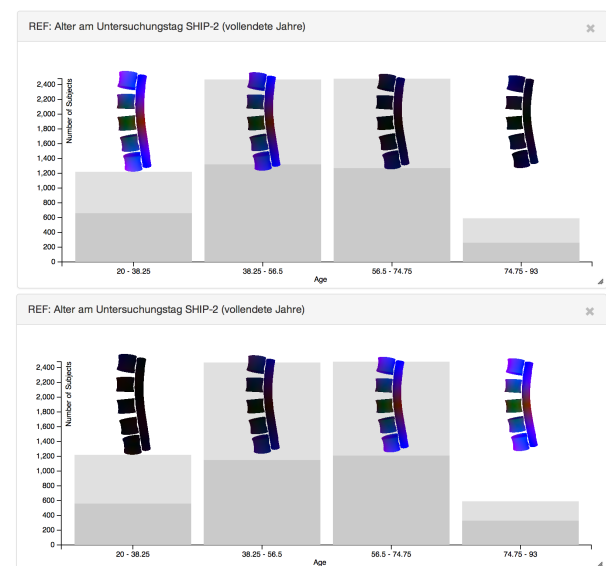 REF: Alter am Untersuchungstag SHIP-2 (vollendete Jahre)
Number of Subjects
2,400
2,200
2,000
1,800
1,600
1,400
1,200
1,000
800
600
400
200
0
20 - 38.25
38.25 - 56.5
56.5 - 74.75
74.75 - 93
Age
REF: Alter am Untersuchungstag SHIP-2 (vollendete Jahre)
Number of Subjects
2,400
2,200
2,000
1,800
1,600
1,400
1,200
1,000
800
600
400
200
0
20 - 38.25
38.25 - 56.5
56.5 - 74.75
74.75 - 93
Age